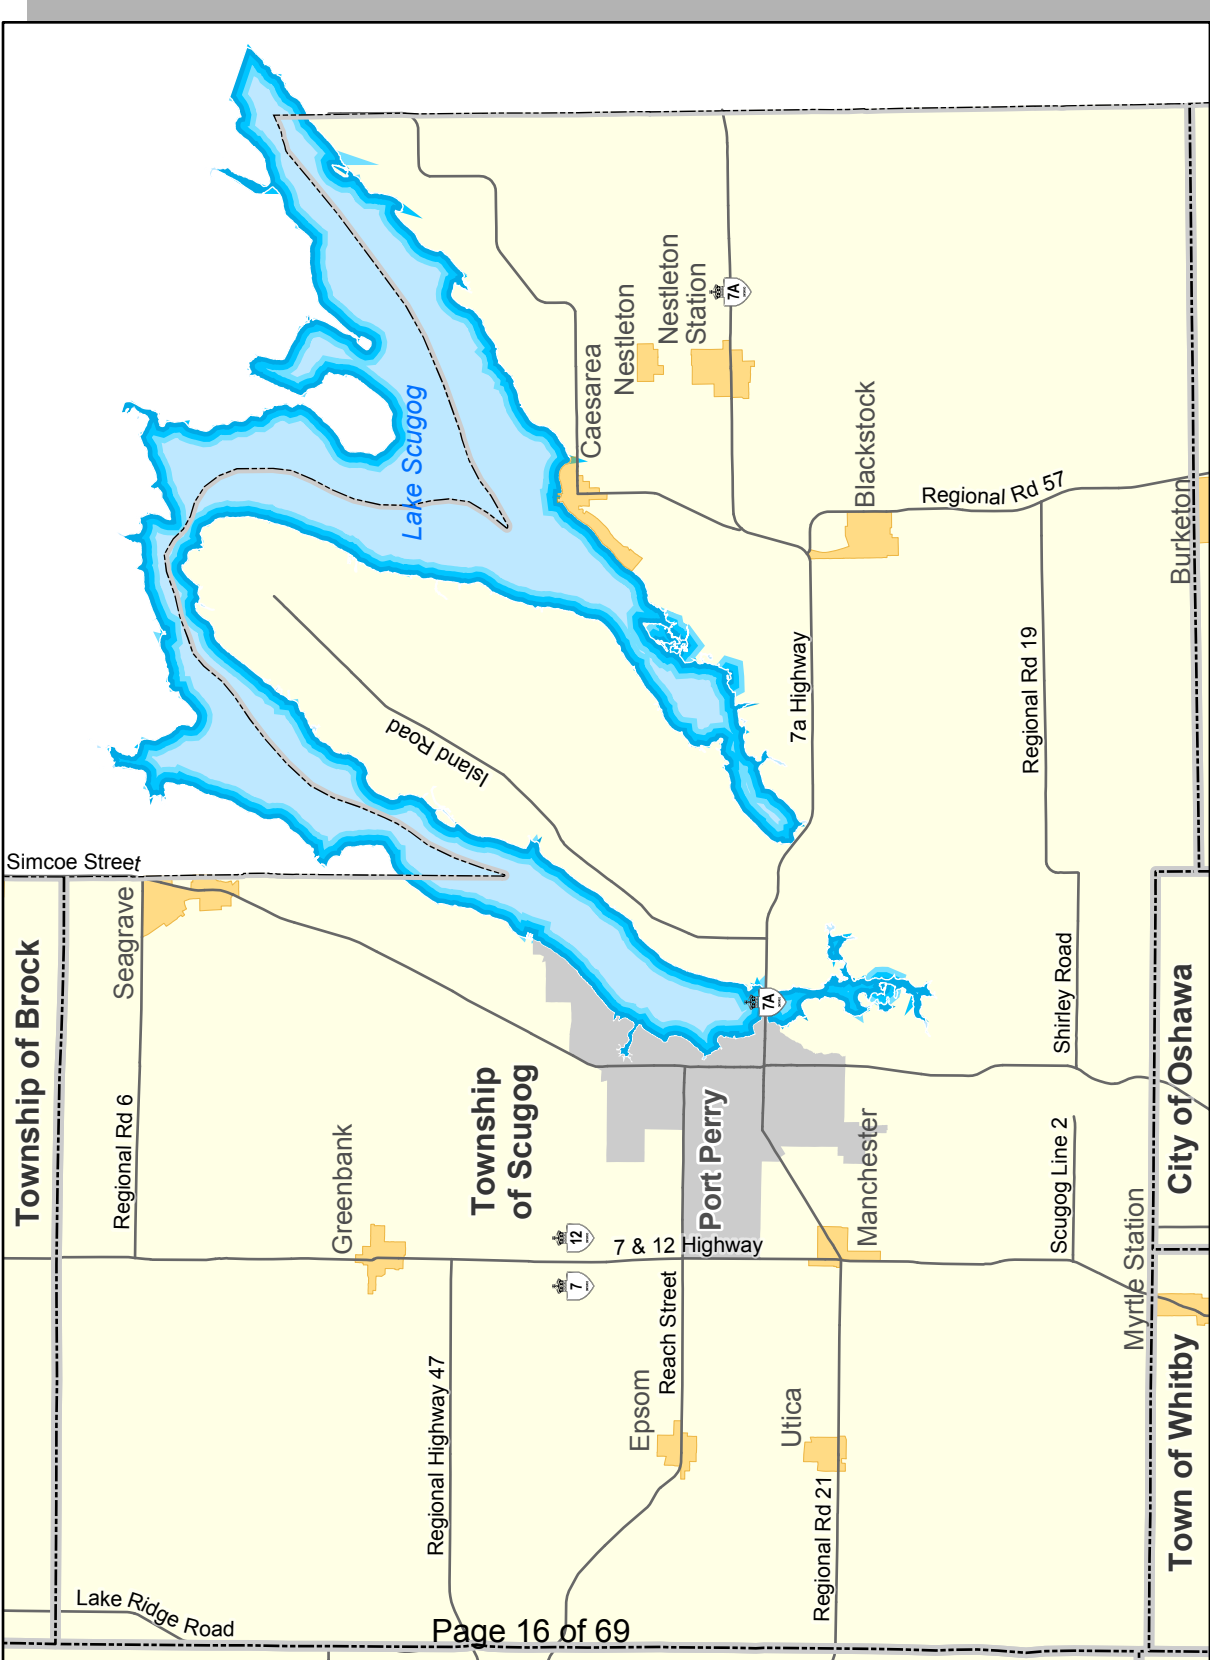 Lake Scugog
Caesarea
Nestleton
Nestleton
Station
7A
Blackstock
Regional Rd 57
Burketon
Regional Rd 19
7a Highway
Island Road
Simcoe Street
Seagrave
Township of Brock
Regional Rd 6
Greenbank
Township
of Scugog
Port Perry
7A
Shirley Road
City of Oshawa
Scugog Line 2
Manchester
Myrtle Station
12
7 & 12 Highway
7
Reach Street
Regional Highway 47
Epsom
Utica
Regional Rd 21
Town of Whitby
Lake Ridge Road
Page 16 of 69